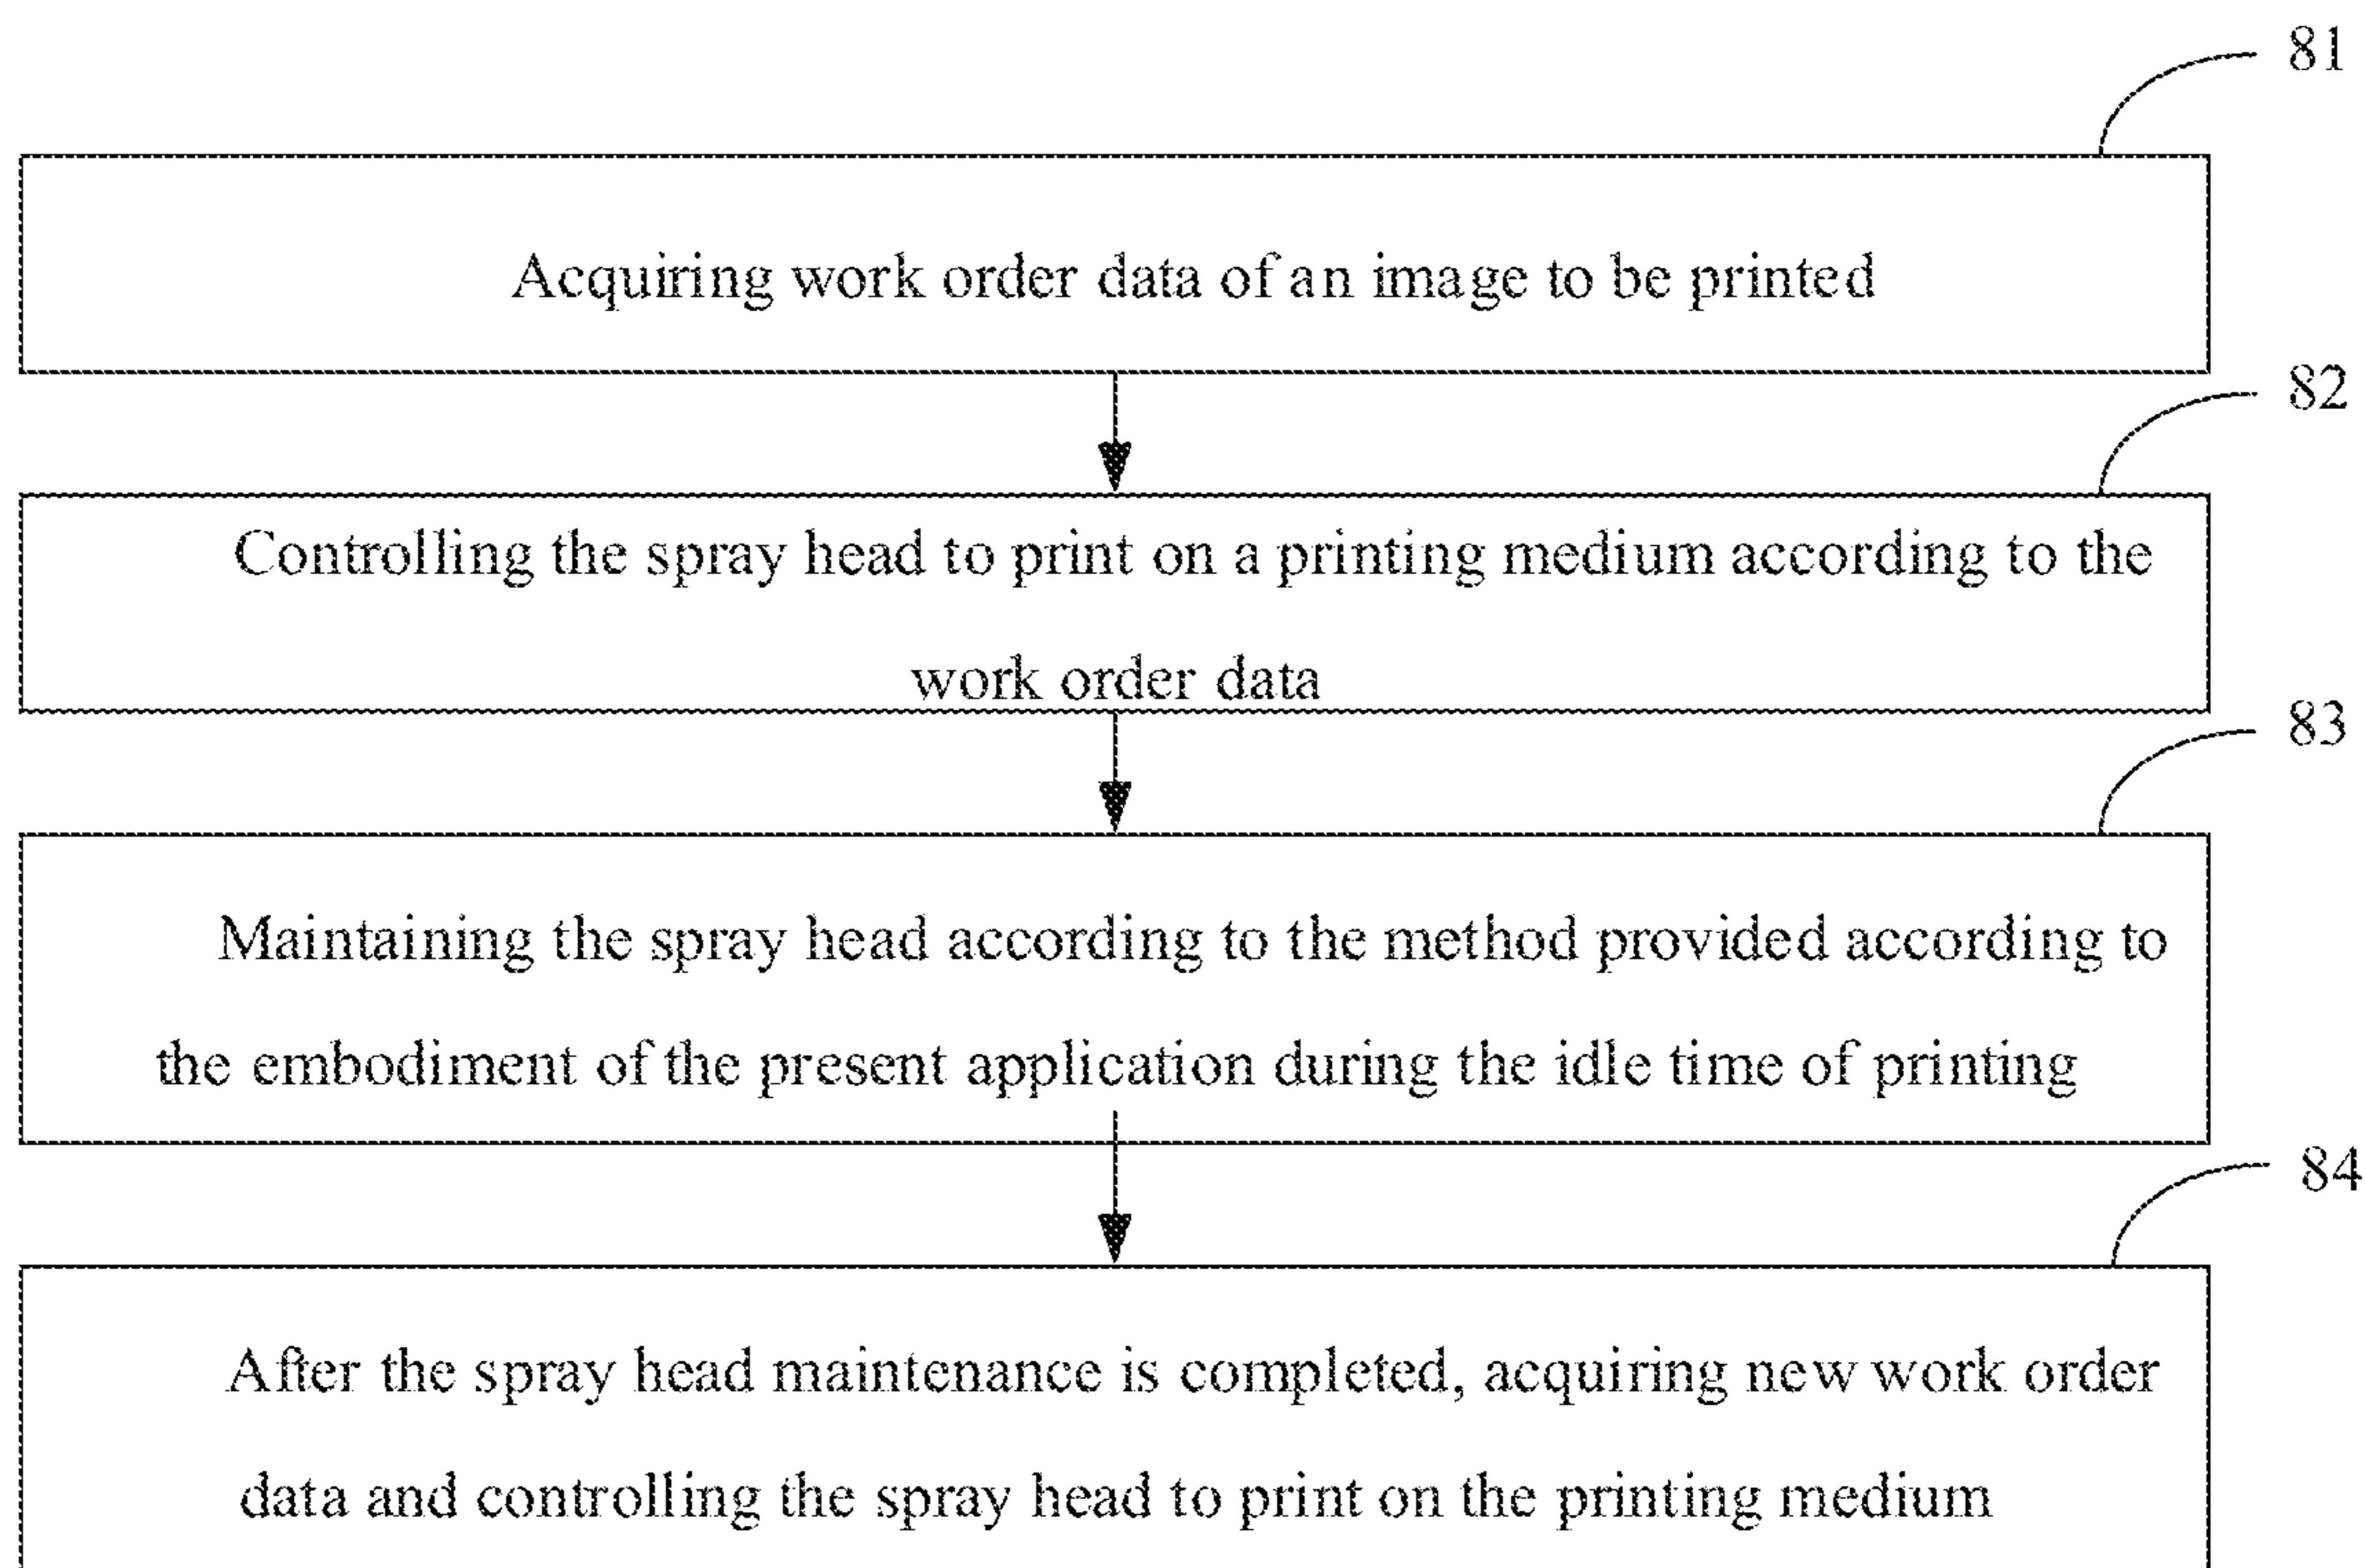 81
Acquiring work order data of an image to be printed
82
Controlling the spray head to print on a printing medium according to the
work order data
83
Maintaining the spray head according to the method provided according to
the embodiment of the present application during the idle time of printing
84
After the spray head maintenance is completed, acquiring new work order
data and controlling the spray head to print on the printing medium